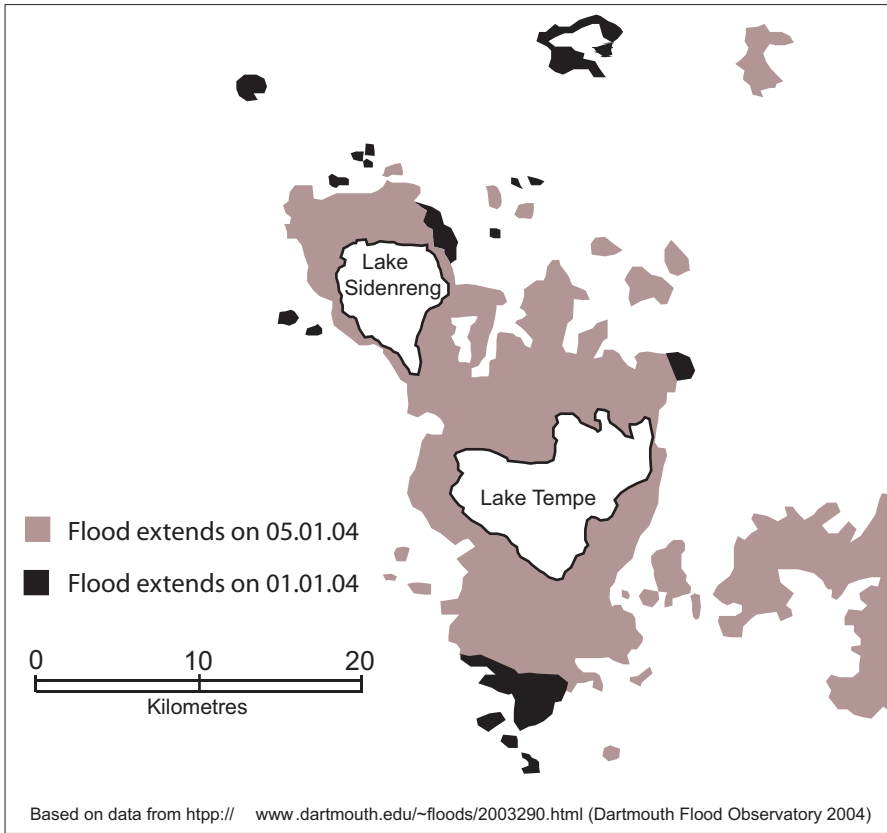 Lake
Sidenreng
Lake Tempe
Flood extends on 05.01.04
Flood extends on 01.01.04
0 10 20
Kilometres
Based on data from htpp:// www.dartmouth.edu/~floods/2003290.html (Dartmouth Flood Observatory 2004)